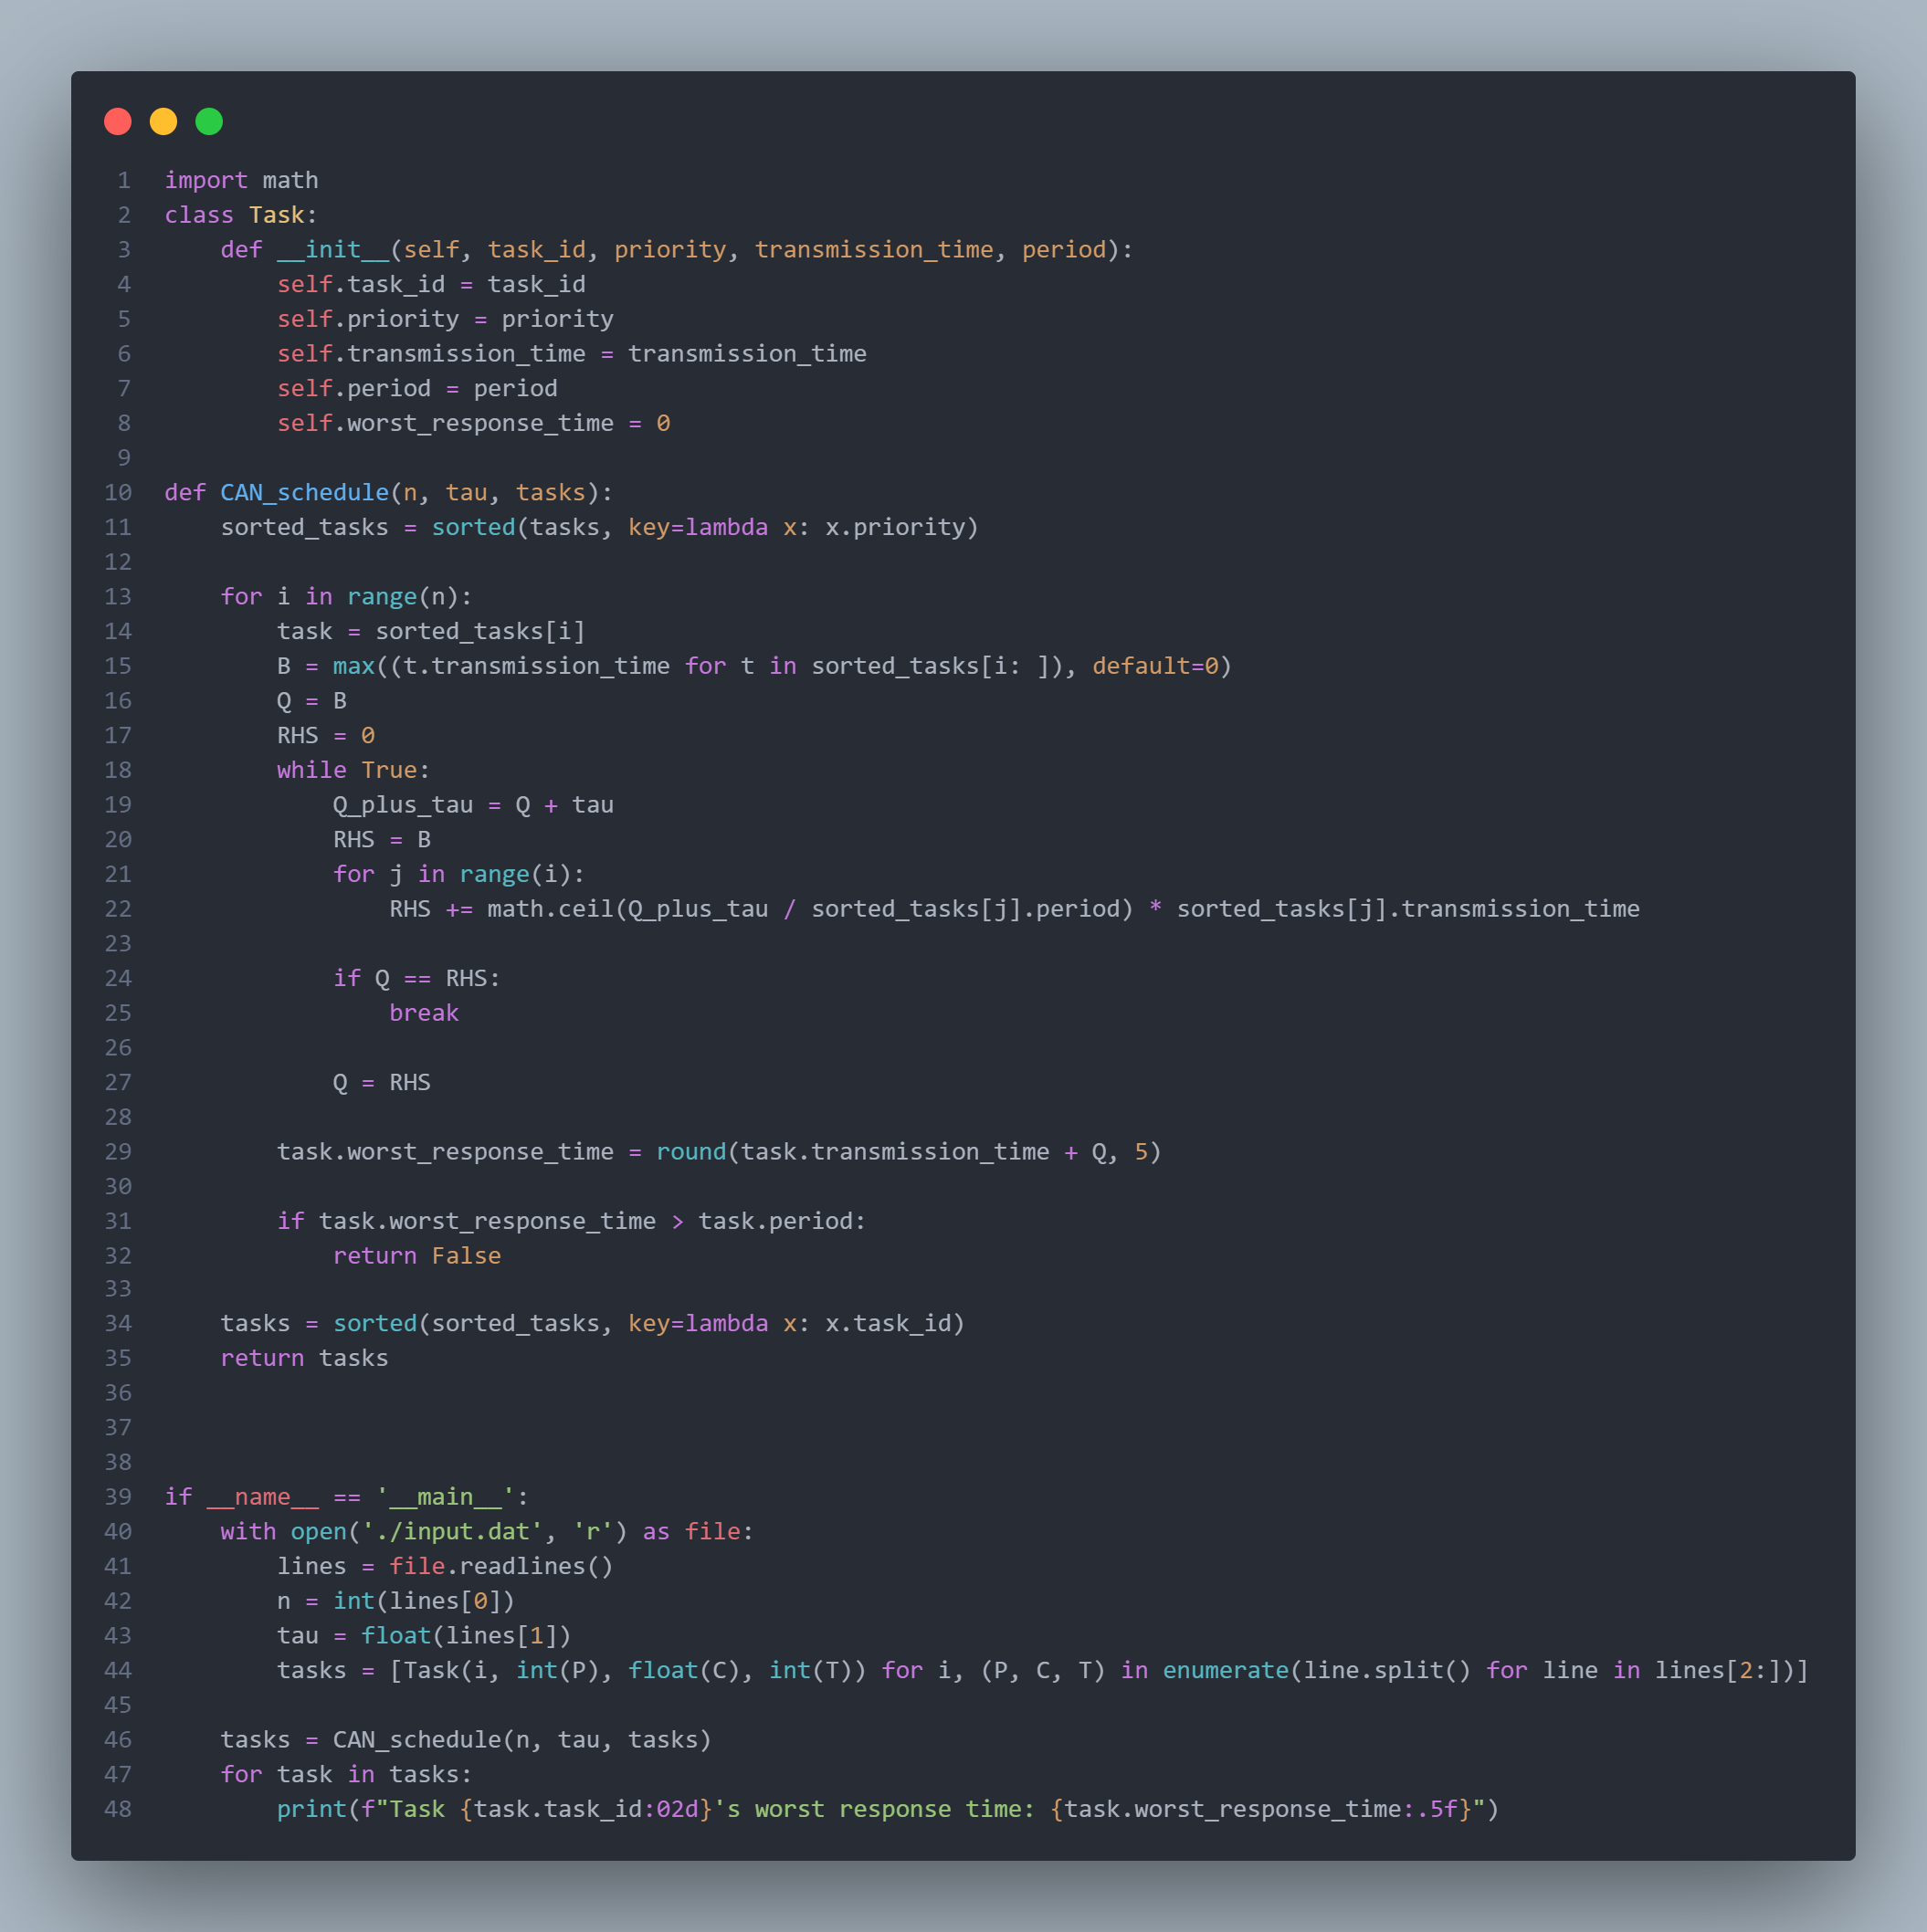 1 import math
2 class Task:
3     def __init__(self, task_id, priority, transmission_time, period):
4         self.task_id = task_id
5         self.priority = priority
6         self.transmission_time = transmission_time
7         self.period = period
8         self.worst_response_time = 0
9
10 def CAN_schedule(n, tau, tasks):
11     sorted_tasks = sorted(tasks, key=lambda x: x.priority)
12
13     for i in range(n):
14         task = sorted_tasks[i]
15         B = max((t.transmission_time for t in sorted_tasks[i: ]), default=0)
16         Q = B
17         RHS = 0
18         while True:
19             Q_plus_tau = Q + tau
20             RHS = B
21             for j in range(i):
22                 RHS += math.ceil(Q_plus_tau / sorted_tasks[j].period) * sorted_tasks[j].transmission_time
23
24             if Q == RHS:
25                 break
26
27             Q = RHS
28
29         task.worst_response_time = round(task.transmission_time + Q, 5)
30
31         if task.worst_response_time > task.period:
32             return False
33
34     tasks = sorted(sorted_tasks, key=lambda x: x.task_id)
35     return tasks
36
37
38
39 if __name__ == '__main__':
40     with open('./input.dat', 'r') as file:
41         lines = file.readlines()
42         n = int(lines[0])
43         tau = float(lines[1])
44         tasks = [Task(i, int(P), float(C), int(T)) for i, (P, C, T) in enumerate(line.split() for line in lines[2:])]
45
46     tasks = CAN_schedule(n, tau, tasks)
47     for task in tasks:
48         print(f"Task {task.task_id:02d}'s worst response time: {task.worst_response_time:.5f}")